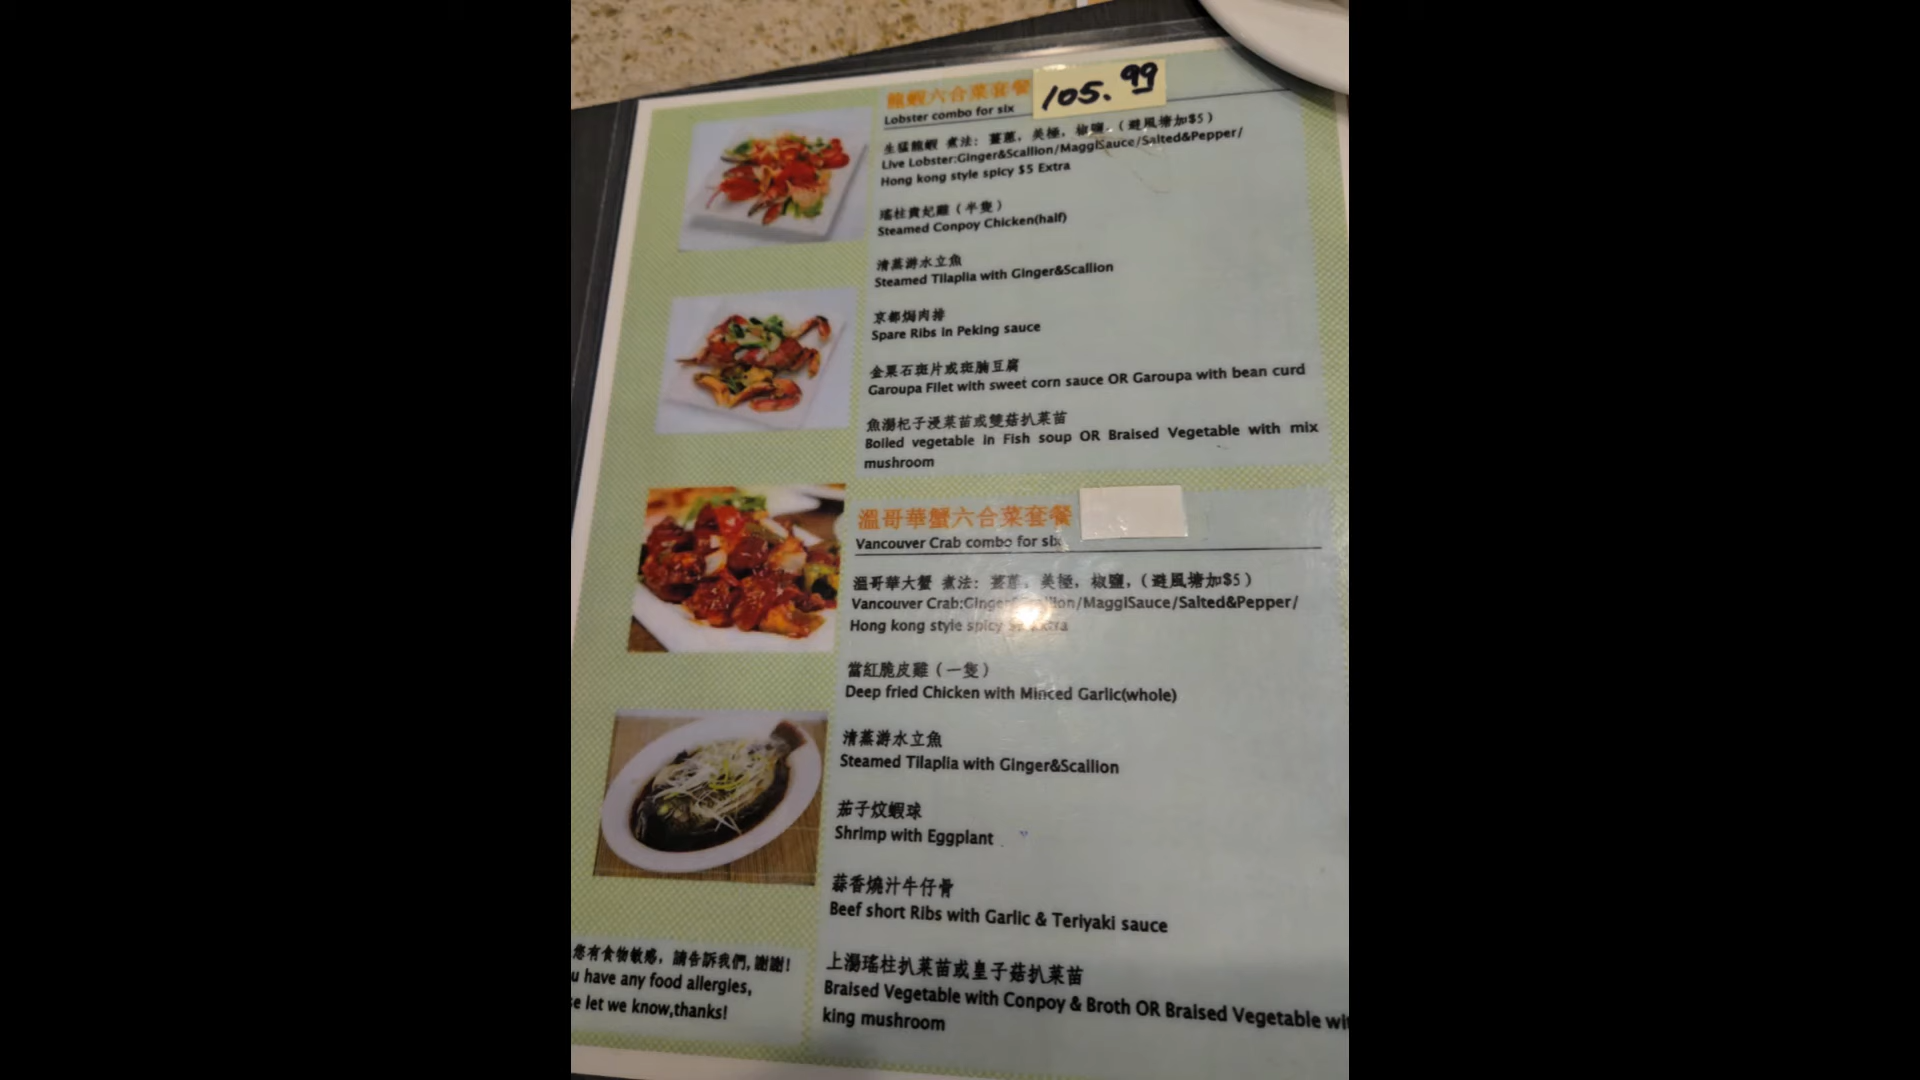 龍蝦六合菜套餐
105.99
Lobster combo for six
生猛龍蝦 煮法: 薑蔥, 美極, 椒鹽, (避風塘加$5)
Live Lobster:Ginger&Scallion/MaggiSauce/Salted&Pepper/
Hong kong style spicy $5 Extra
瑤柱貴妃雞 (半隻)
Steamed Conpoy Chicken(half)
清蒸游水立魚
Steamed Tilaplia with Ginger&Scallion
京都焗肉排
Spare Ribs in Peking sauce
金粟石斑片或斑腩豆腐
Garoupa Filet with sweet corn sauce OR Garoupa with bean curd
魚湯杞子浸菜苗或雙菇扒菜苗
Boiled vegetable in Fish soup OR Braised Vegetable with mix
mushroom
溫哥華蟹六合菜套餐
Vancouver Crab combo for six
溫哥華大蟹 煮法: 薑蔥, 美極, 椒鹽, (避風塘加$5)
Vancouver Crab:Ginger&Scallion/MaggiSauce/Salted&Pepper/
Hong kong style spicy $5 Extra
當紅脆皮雞 (一隻)
Deep fried Chicken with Minced Garlic(whole)
清蒸游水立魚
Steamed Tilaplia with Ginger&Scallion
茄子炆蝦球
Shrimp with Eggplant
蒜香燒汁牛仔骨
Beef short Ribs with Garlic & Teriyaki sauce
上湯瑤柱扒菜苗或皇子菇扒菜苗
Braised Vegetable with Conpoy & Broth OR Braised Vegetable wit
king mushroom
您有食物敏感, 請告訴我們,謝謝!
u have any food allergies,
se let we know,thanks!